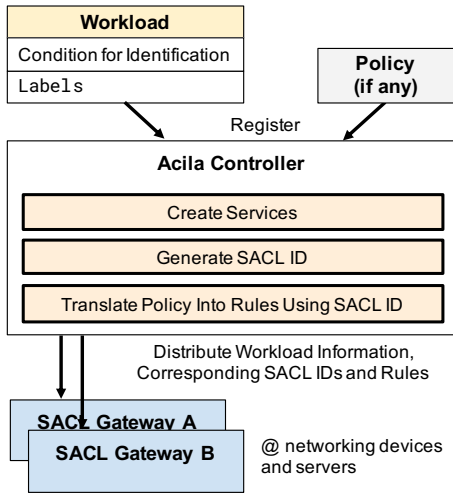 Workload
Condition for Identification
Labels
Policy
(if any)
Register
Acila Controller
Create Services
Generate SACL ID
Translate Policy Into Rules Using SACL ID
Distribute Workload Information,
Corresponding SACL IDs and Rules
SACL Gateway A
SACL Gateway B
@ networking devices
and servers